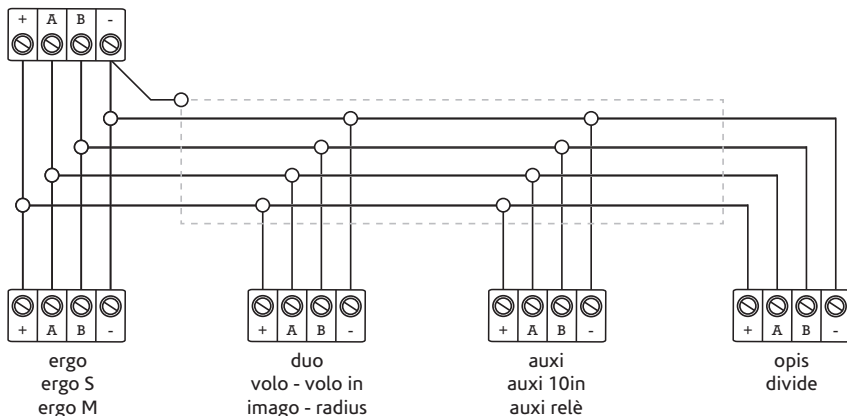 + A B -
+ A B - + A B - + A B - + A B -
ergo duo auxi opis
ergo S volo - volo in auxi 10in divide
ergo M imago - radius auxi relè